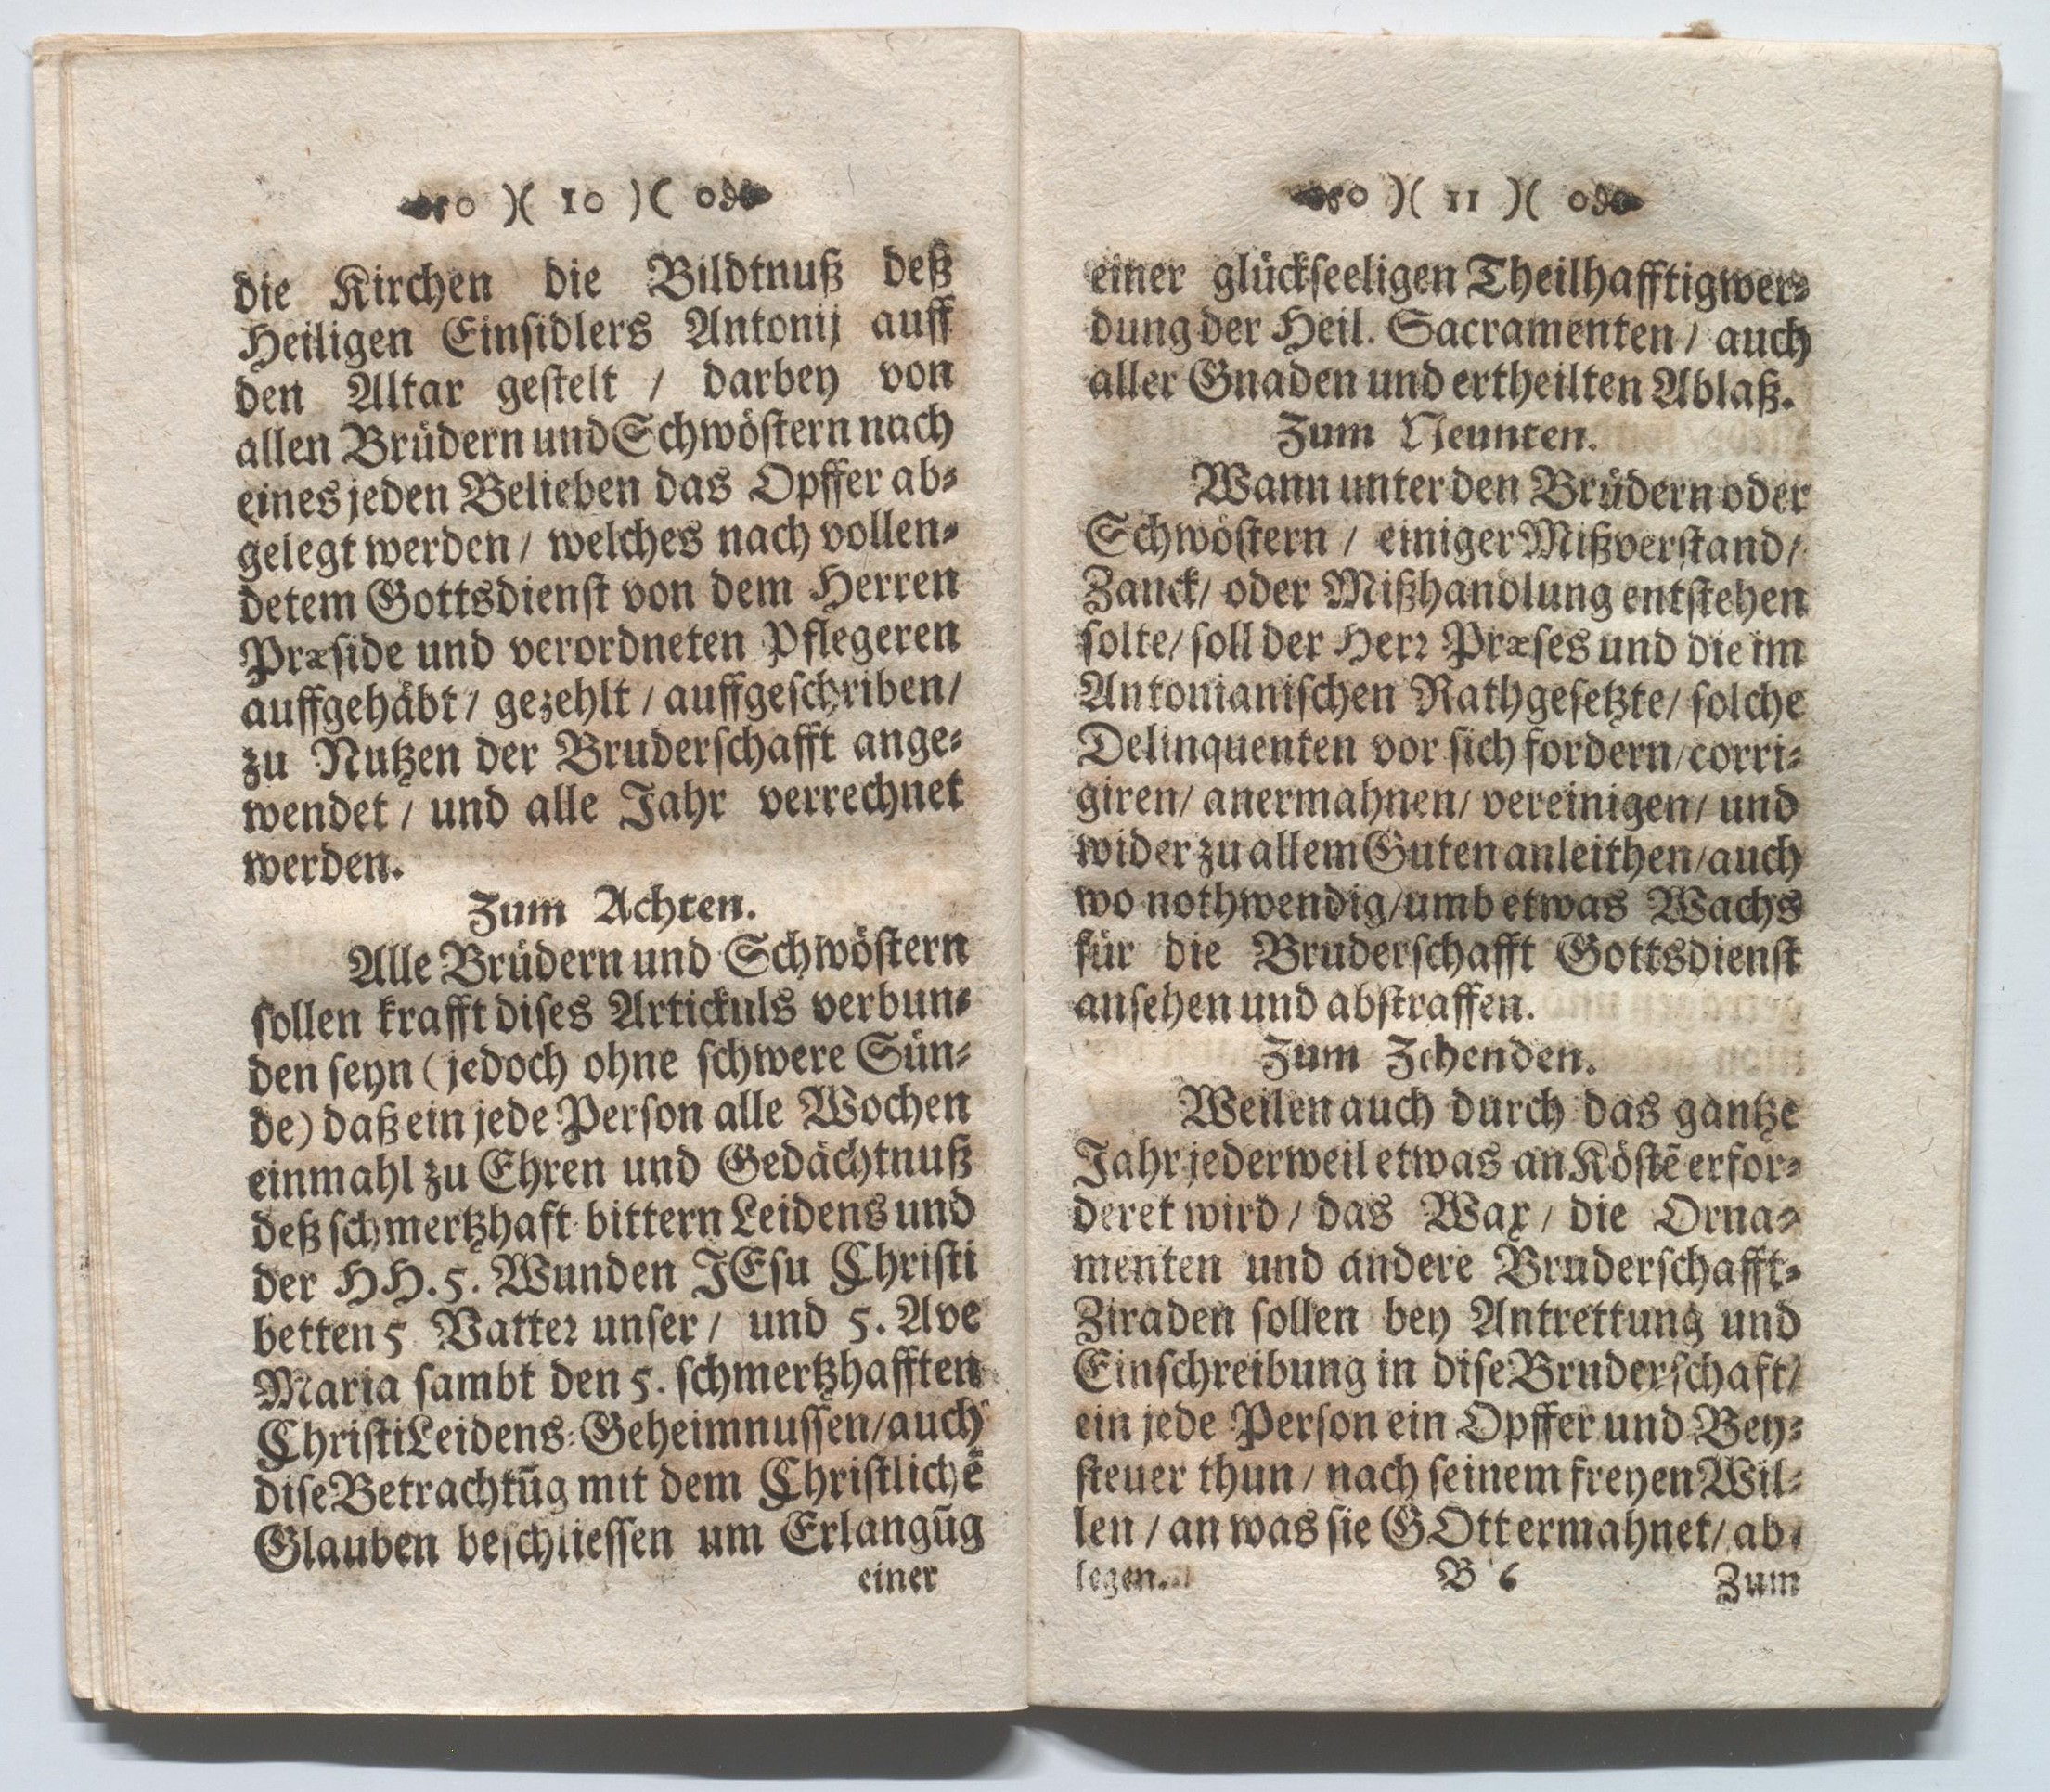 )( 10 )(
die Kirchen die Bildtnuß deß
Heiligen Einsidlers Antonij auff
den Altar gestelt / darbey von
allen Brüdern und Schwöstern nach
eines jeden Belieben das Opffer ab-
gelegt werden / welches nach vollen-
detem Gottsdienst von dem Herren
Præside und verordneten Pflegeren
auffgehäbt / gezehlt / auffgeschriben /
zu Nutzen der Bruderschafft ange-
wendet / und alle Jahr verrechnet
werden.
Zum Achten.
Alle Brüdern und Schwöstern
sollen krafft dises Artickuls verbun-
den seyn (jedoch ohne schwere Sün-
de) daß ein jede Person alle Wochen
einmahl zu Ehren und Gedächtnuß
deß schmertzhaft bittern Leidens und
der HH. 5. Wunden JEsu Christi
betten 5 Vatter unser / und 5. Ave
Maria sambt den 5. schmertzhafften
Christi Leidens-Geheimnussen / auch
dise Betrachtūg mit dem Christlichē
Glauben beschliessen um Erlangūg
einer
)( 11 )(
einer glückseeligen Theilhafftigwer-
dung der Heil. Sacramenten / auch
aller Gnaden und ertheilten Ablaß.
Zum Neunten.
Wann unter den Brüdern oder
Schwöstern / einiger Mißverstand /
Zanck / oder Mißhandlung entstehen
solte / soll der Herr Præses und die im
Antonianischen Rath gesetzte / solche
Delinquenten vor sich fordern / corri-
giren / anermahnen / vereinigen / und
wider zu allem Guten anleithen / auch
wo nothwendig / umb etwas Wachs
für die Bruderschafft Gottsdienst
ansehen und abstraffen.
Zum Zehenden.
Weilen auch durch das gantze
Jahr jederweil etwas an Köstē erfor-
deret wird / das Wax / die Orna-
menten und andere Bruderschafft-
Ziraden sollen bey Antrettung und
Einschreibung in dise Bruderschaft /
ein jede Person ein Opffer und Bey-
steuer thun / nach seinem freyen Wil-
len / an was sie GOtt ermahnet / ab-
legen. B 6 Zum